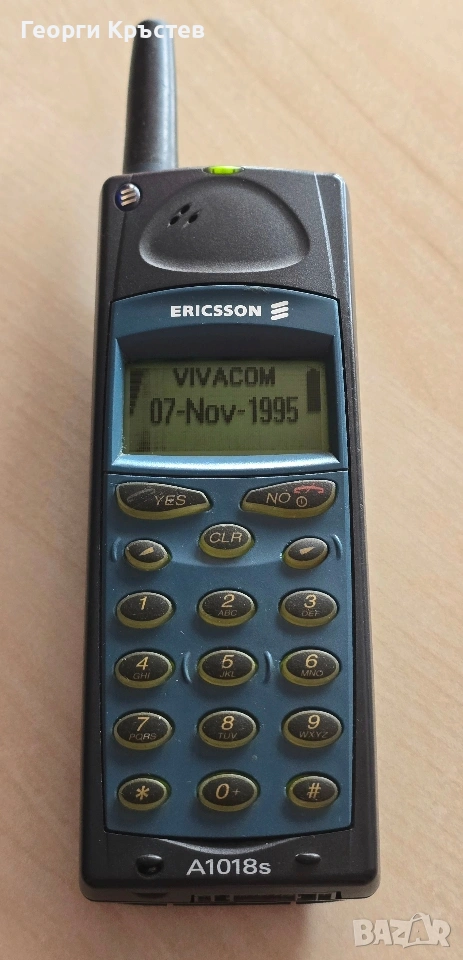 Георги Кръстев
ERICSSON
VIVACOM
07-Nov-1995
YES
NO
CLR
1
2 ABC
3 DEF
4 GHI
5 JKL
6 MNO
7 PQRS
8 TUV
9 WXYZ
*
0 +
#
A1018s
BAZAR